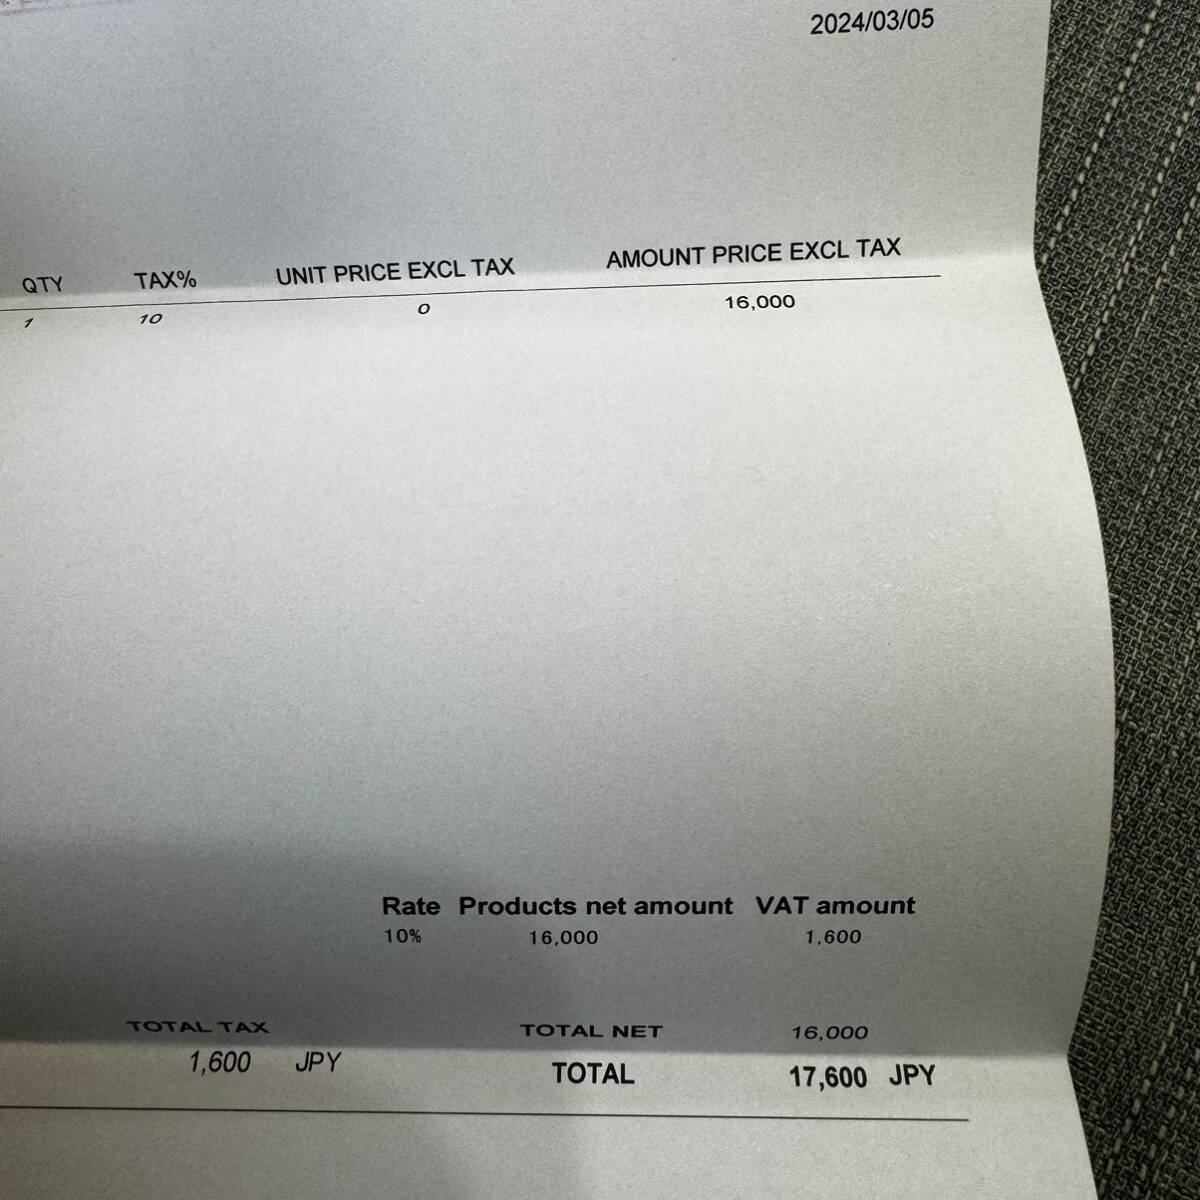 2024/03/05
QTY TAX% UNIT PRICE EXCL TAX AMOUNT PRICE EXCL TAX
1 10 0 16,000
Rate Products net amount VAT amount
10% 16,000 1,600
TOTAL TAX TOTAL NET 16,000
1,600 JPY TOTAL 17,600 JPY